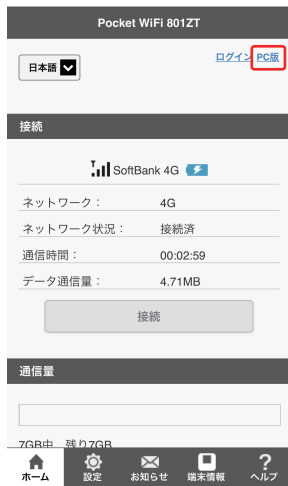 Pocket WiFi 801ZT
日本語 ログイン PC版
接続
SoftBank 4G
ネットワーク： 4G
ネットワーク状況： 接続済
通信時間： 00:02:59
データ通信量： 4.71MB
接続
通信量
7GB中 残り7GB
ホーム 設定 お知らせ 端末情報 ヘルプ